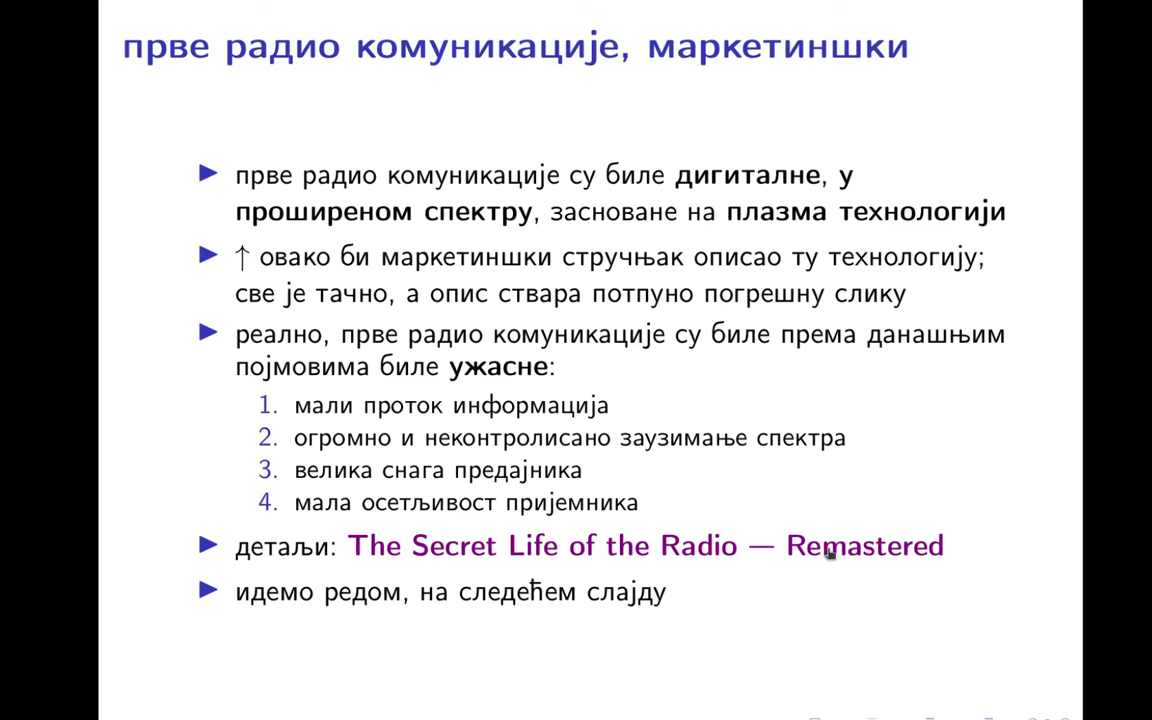 прве радио комуникације, маркетиншки
▶ прве радио комуникације су биле дигиталне, у
проширеном спектру, засноване на плазма технологији
▶ ↑ овако би маркетиншки стручњак описао ту технологију;
све је тачно, а опис ствара потпуно погрешну слику
▶ реално, прве радио комуникације су биле према данашњим
појмовима биле ужасне:
1. мали проток информација
2. огромно и неконтролисано заузимање спектра
3. велика снага предајника
4. мала осетљивост пријемника
▶ детаљи: The Secret Life of the Radio — Remastered
▶ идемо редом, на следећем слајду